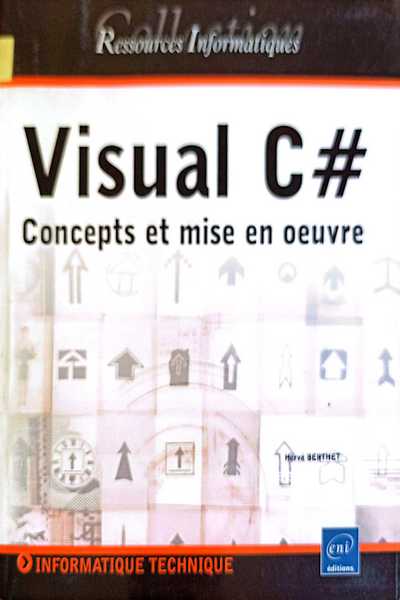 Collection
Ressources Informatiques
Visual C#
Concepts et mise en oeuvre
Hervé BERTHET
INFORMATIQUE TECHNIQUE
eni
éditions